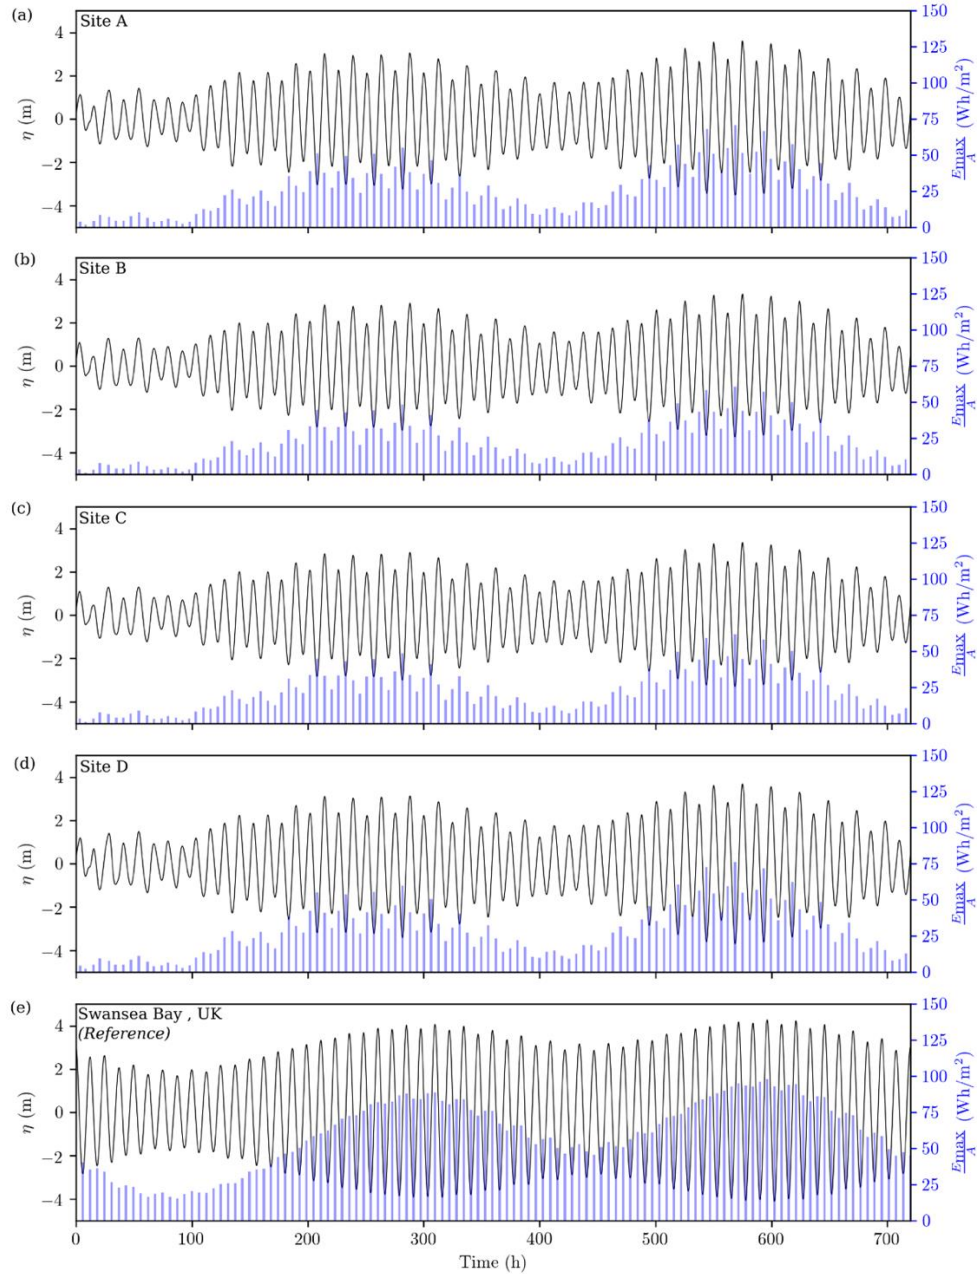 (a)
Site A
4
2
0
−2
−4
η (m)
150
125
100
75
50
25
0
Emax/A (Wh/m²)
(b)
Site B
4
2
0
−2
−4
η (m)
150
125
100
75
50
25
0
Emax/A (Wh/m²)
(c)
Site C
4
2
0
−2
−4
η (m)
150
125
100
75
50
25
0
Emax/A (Wh/m²)
(d)
Site D
4
2
0
−2
−4
η (m)
150
125
100
75
50
25
0
Emax/A (Wh/m²)
(e)
Swansea Bay , UK
(Reference)
4
2
0
−2
−4
η (m)
150
125
100
75
50
25
0
Emax/A (Wh/m²)
0 100 200 300 400 500 600 700
Time (h)